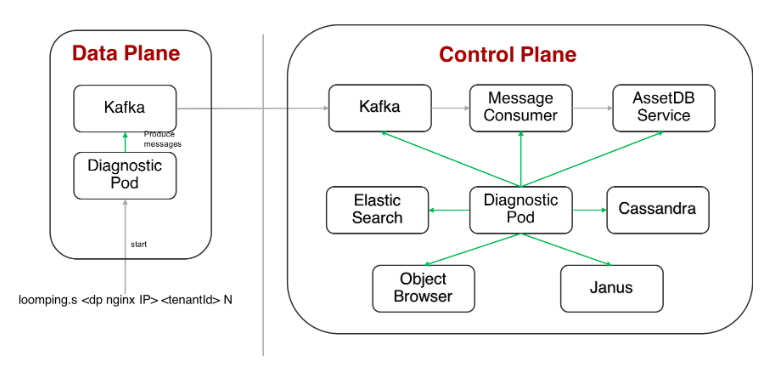 Data Plane
Control Plane
Kafka
Kafka
Message
Consumer
AssetDB
Service
Produce
messages
Diagnostic
Pod
Elastic
Search
Diagnostic
Pod
Cassandra
start
Object
Browser
Janus
loomping.s <dp nginx IP> <tenantId> N